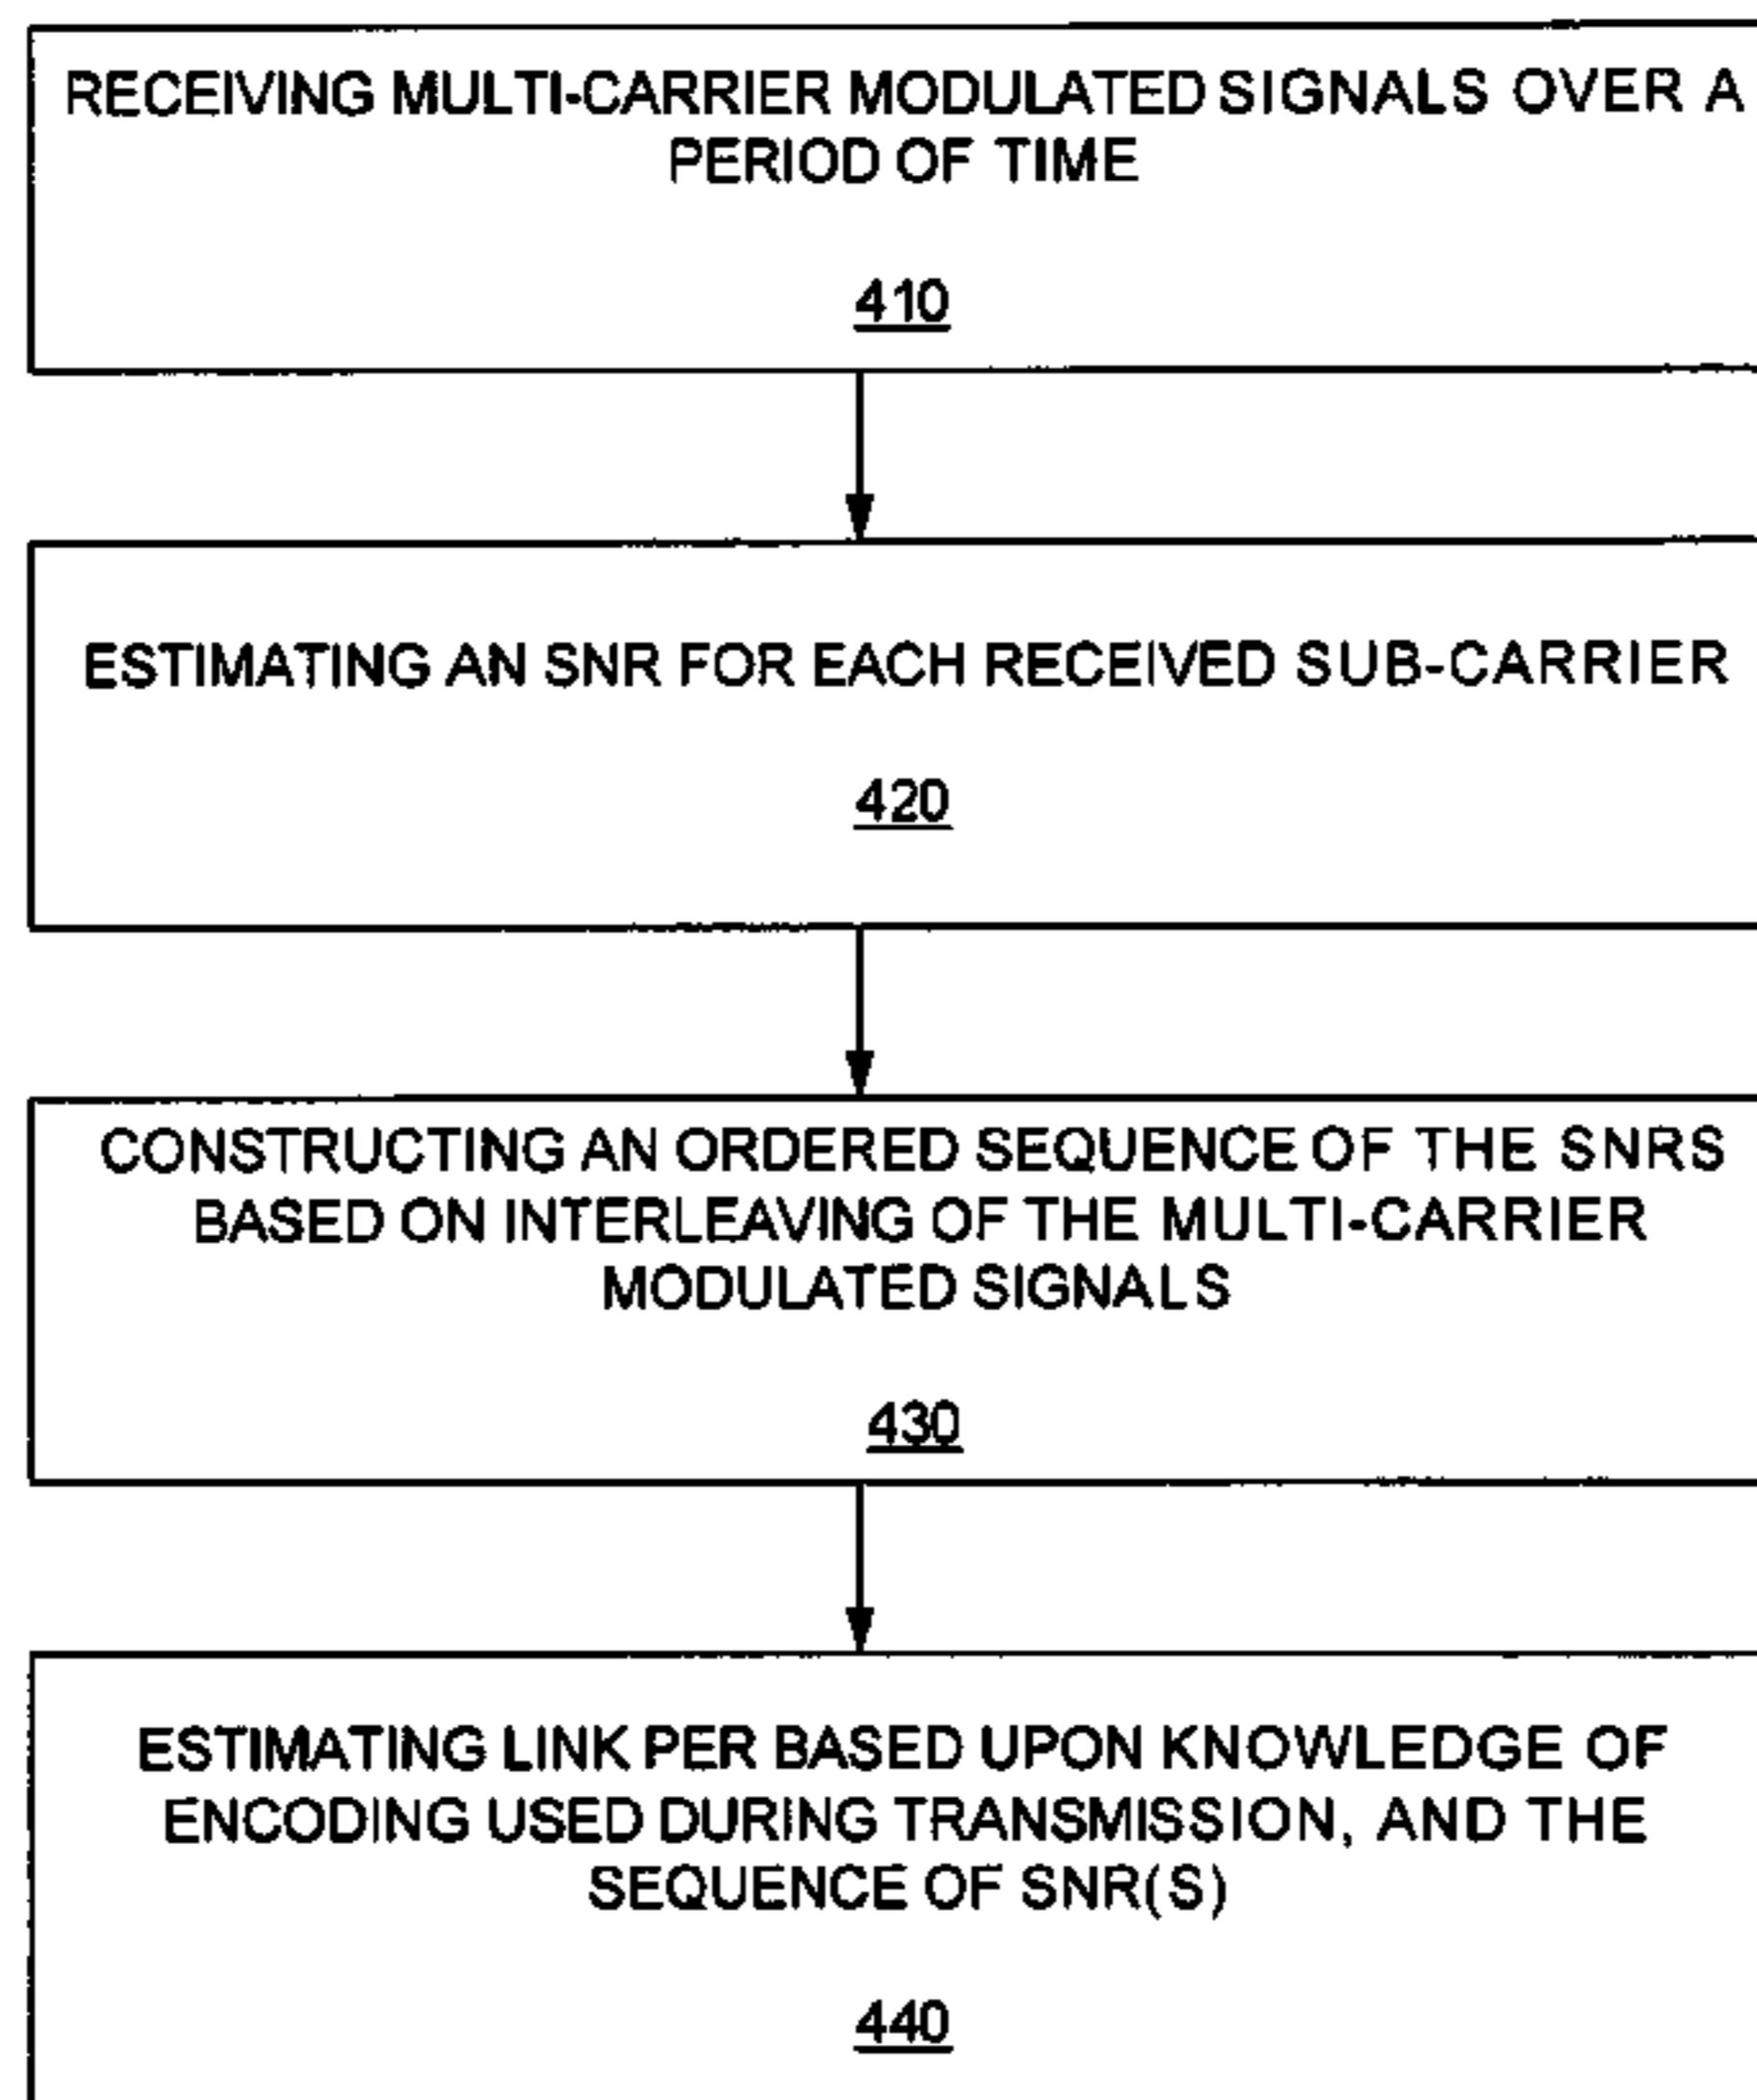 RECEIVING MULTI-CARRIER MODULATED SIGNALS OVER A
PERIOD OF TIME
410
ESTIMATING AN SNR FOR EACH RECEIVED SUB-CARRIER
420
CONSTRUCTING AN ORDERED SEQUENCE OF THE SNRS
BASED ON INTERLEAVING OF THE MULTI-CARRIER
MODULATED SIGNALS
430
ESTIMATING LINK PER BASED UPON KNOWLEDGE OF
ENCODING USED DURING TRANSMISSION, AND THE
SEQUENCE OF SNR(S)
440